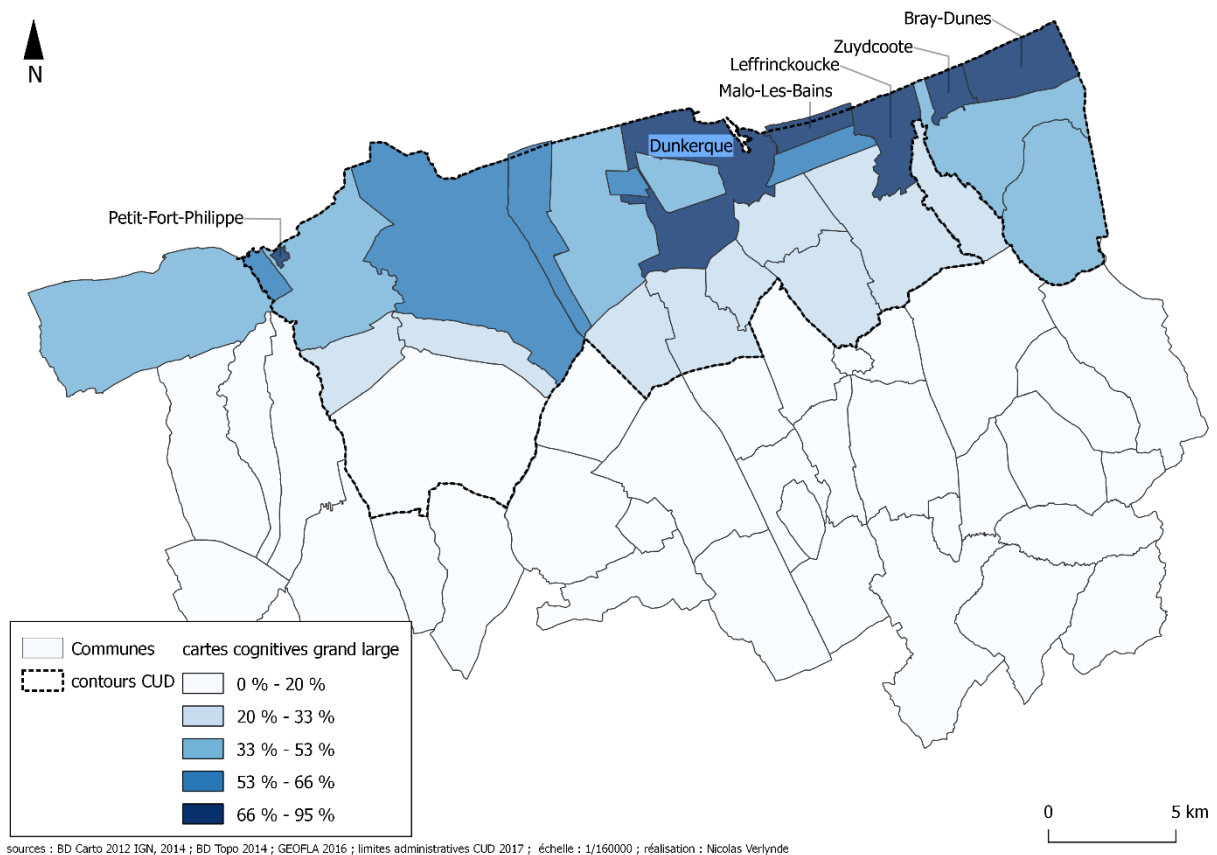 Bray-Dunes
Zuydcoote
Leffrinckoucke
Malo-Les-Bains
Dunkerque
Petit-Fort-Philippe
N
Communes
contours CUD
cartes cognitives grand large
0 % - 20 %
20 % - 33 %
33 % - 53 %
53 % - 66 %
66 % - 95 %
0 5 km
sources : BD Carto 2012 IGN, 2014 ; BD Topo 2014 ; GEOFLA 2016 ; limites administratives CUD 2017 ; échelle : 1/160000 ; réalisation : Nicolas Verlynde